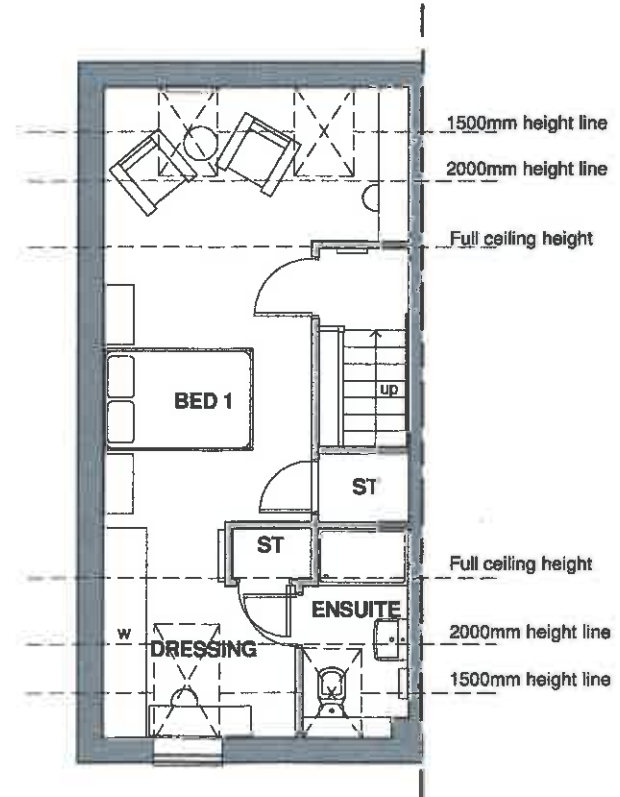 1500mm height line
2000mm height line
Full ceiling height
up
BED 1
ST
ST
Full ceiling height
ENSUITE
2000mm height line
W
DRESSING
1500mm height line